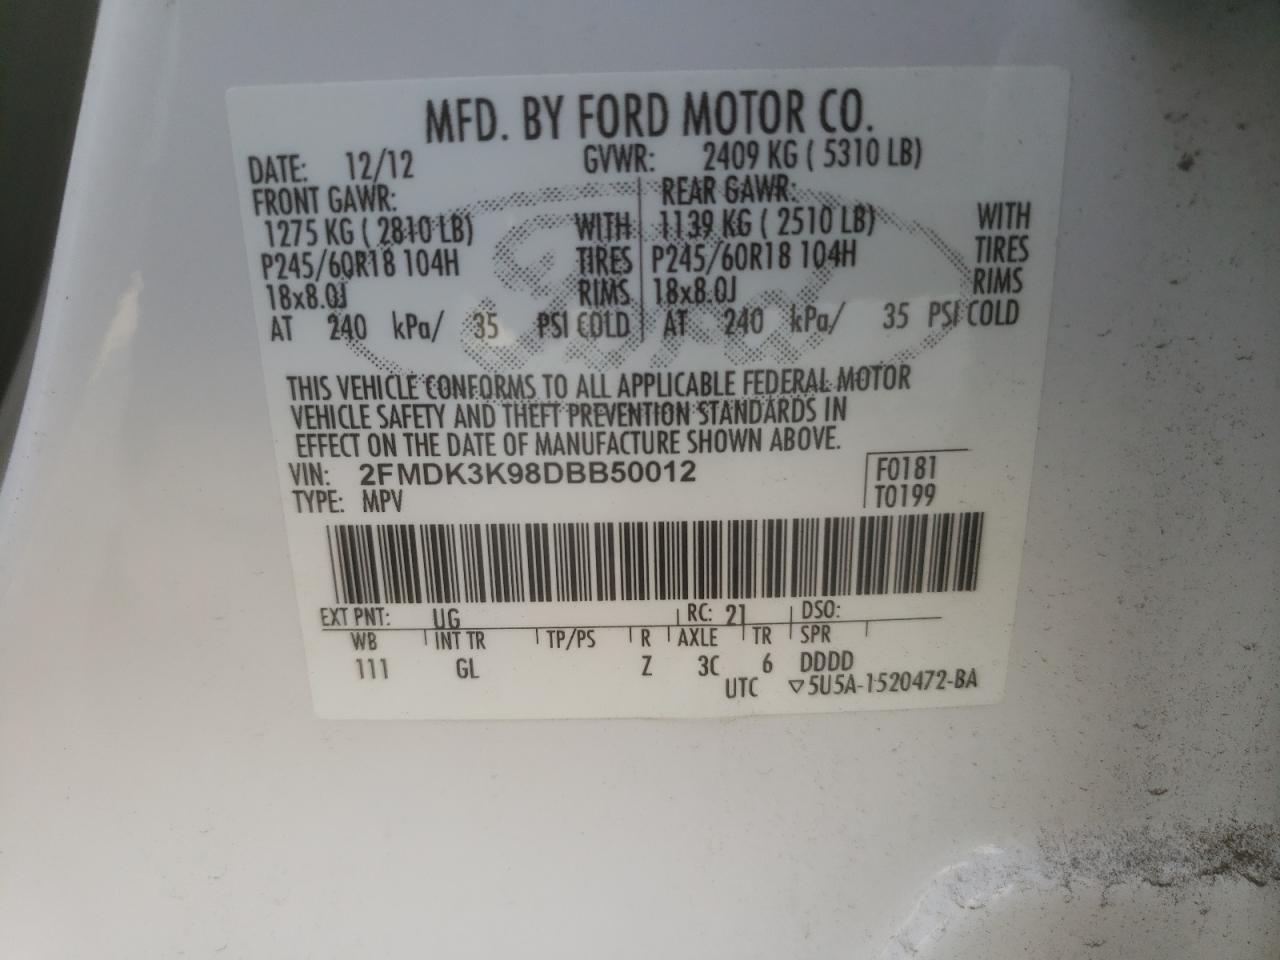 MFD. BY FORD MOTOR CO.
DATE: 12/12 GVWR: 2409 KG ( 5310 LB)
FRONT GAWR: REAR GAWR:
1275 KG ( 2810 LB) WITH 1139 KG ( 2510 LB) WITH
P245/60R18 104H TIRES P245/60R18 104H TIRES
18x8.0J RIMS 18x8.0J RIMS
AT 240 kPa/ 35 PSI COLD AT 240 kPa/ 35 PSI COLD
Ford
THIS VEHICLE CONFORMS TO ALL APPLICABLE FEDERAL MOTOR
VEHICLE SAFETY AND THEFT PREVENTION STANDARDS IN
EFFECT ON THE DATE OF MANUFACTURE SHOWN ABOVE.
VIN: 2FMDK3K98DBB50012 F0181
TYPE: MPV T0199
EXT PNT: UG RC: 21 DSO:
WB INT TR TP/PS R AXLE TR SPR
111 GL Z 3C 6 DDDD
UTC ▽5U5A-1520472-BA